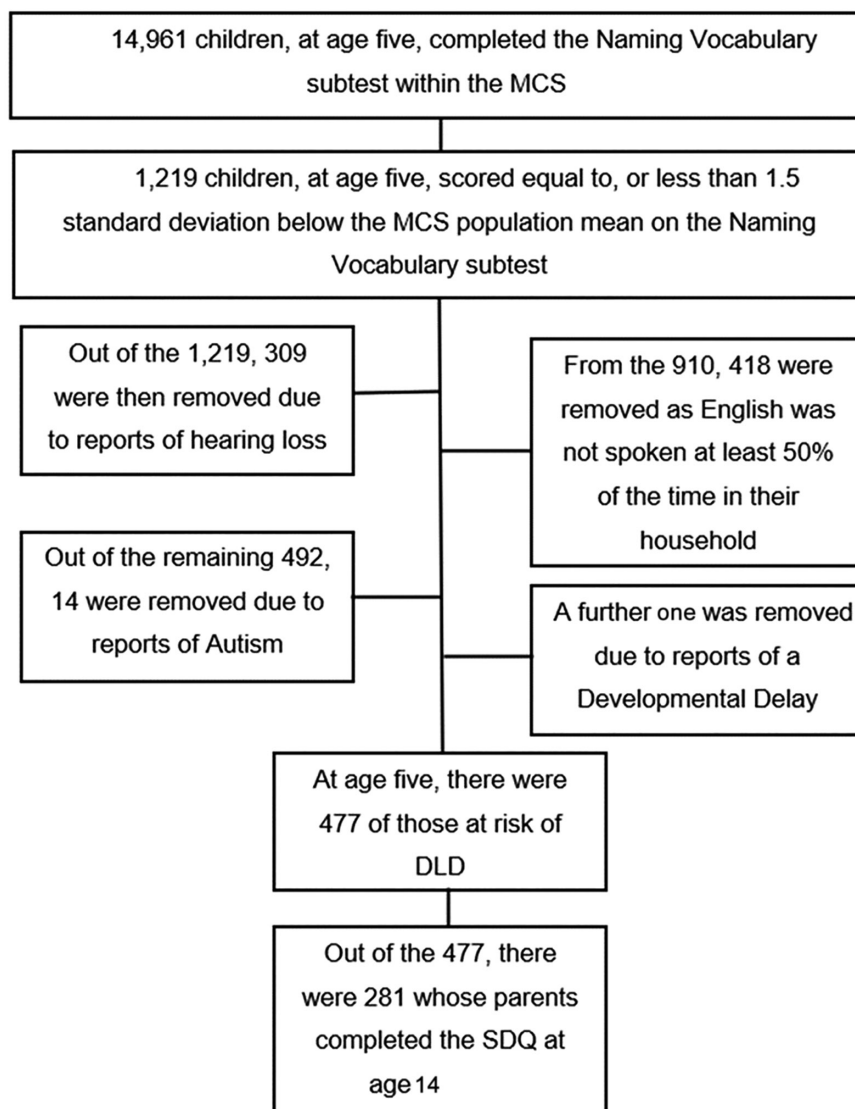 14,961 children, at age five, completed the Naming Vocabulary
subtest within the MCS
1,219 children, at age five, scored equal to, or less than 1.5
standard deviation below the MCS population mean on the Naming
Vocabulary subtest
Out of the 1,219, 309
were then removed due
to reports of hearing loss
From the 910, 418 were
removed as English was
not spoken at least 50%
of the time in their
household
Out of the remaining 492,
14 were removed due to
reports of Autism
A further one was removed
due to reports of a
Developmental Delay
At age five, there were
477 of those at risk of
DLD
Out of the 477, there
were 281 whose parents
completed the SDQ at
age 14